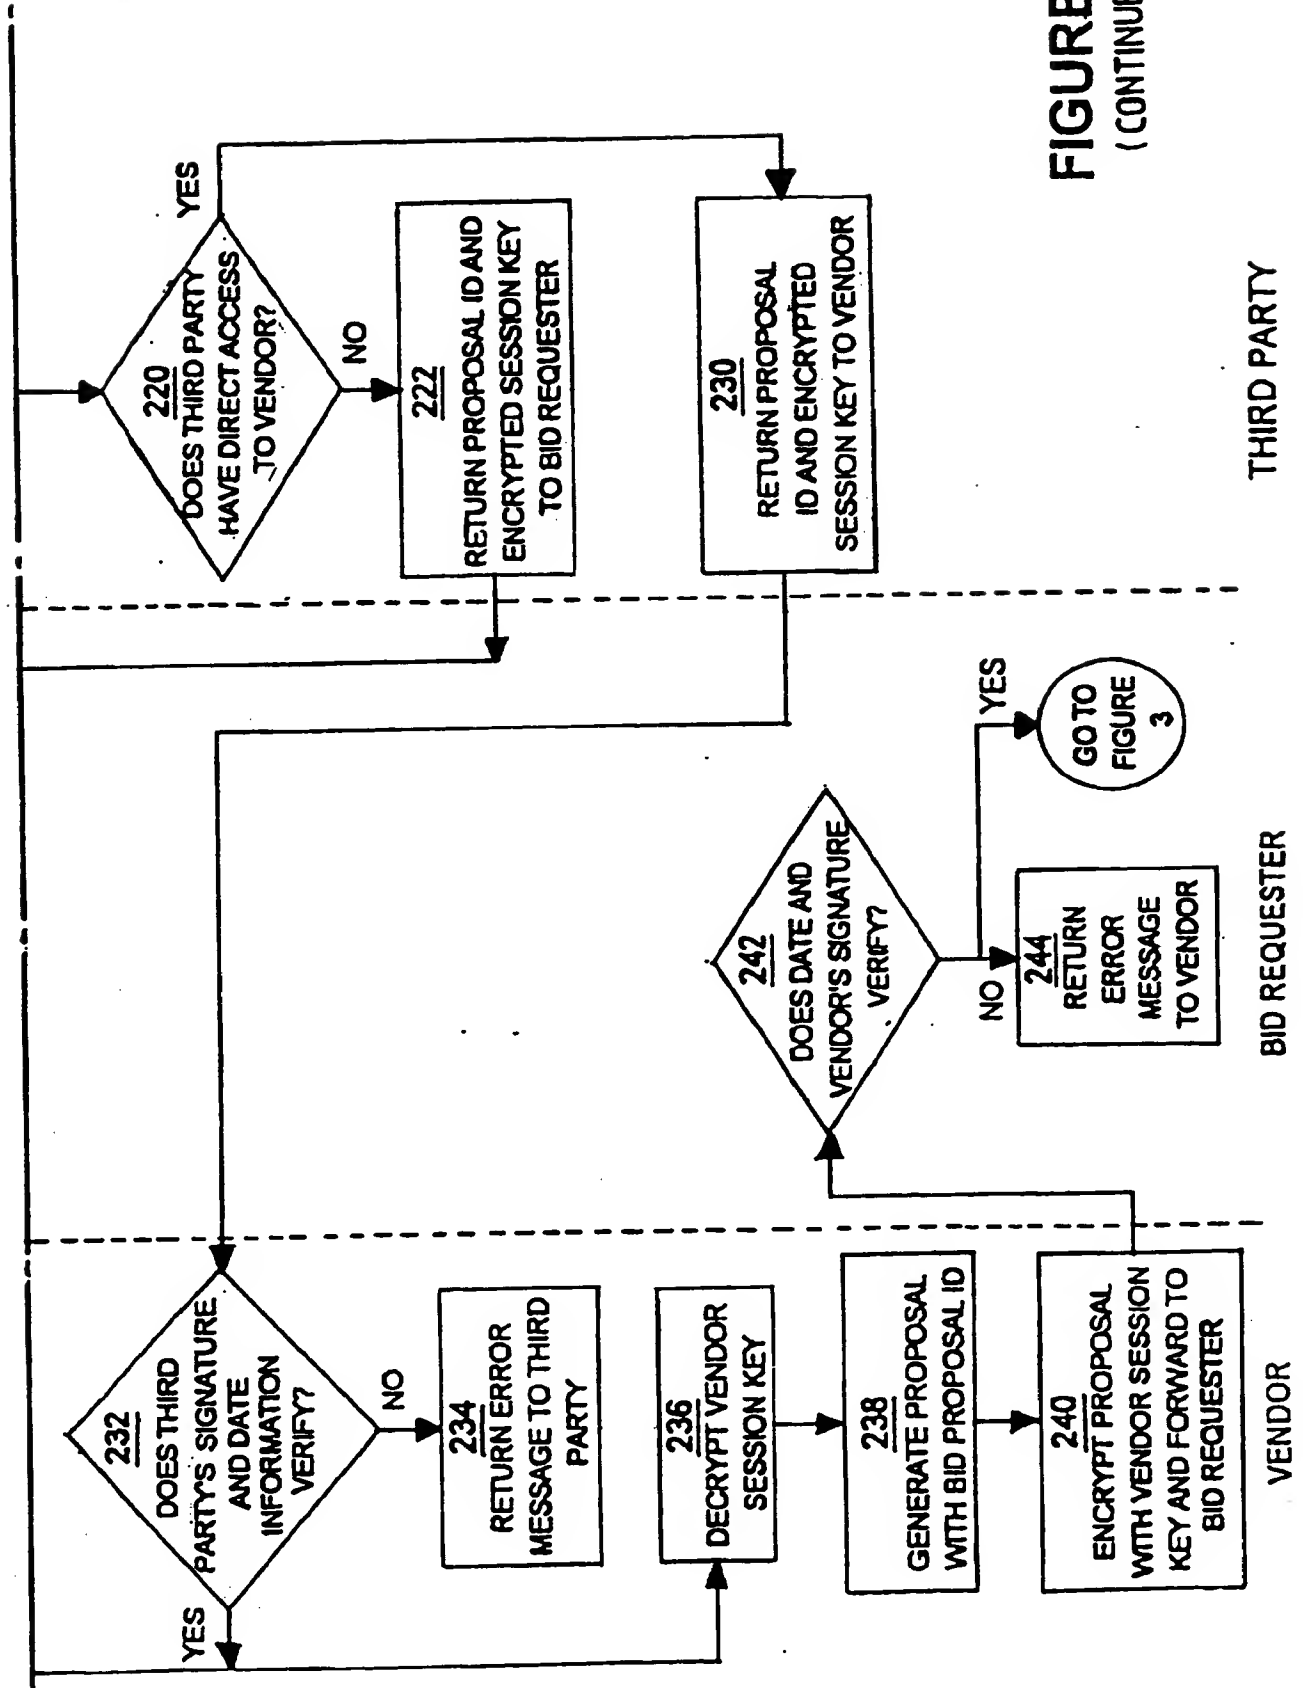 232
DOES THIRD
PARTY'S SIGNATURE
AND DATE
INFORMATION
VERIFY?
YES
NO
234
RETURN ERROR
MESSAGE TO THIRD
PARTY
236
DECRYPT VENDOR
SESSION KEY
238
GENERATE PROPOSAL
WITH BID PROPOSAL ID
240
ENCRYPT PROPOSAL
WITH VENDOR SESSION
KEY AND FORWARD TO
BID REQUESTER
VENDOR
242
DOES DATE AND
VENDOR'S SIGNATURE
VERIFY?
NO
YES
244
RETURN
ERROR
MESSAGE
TO VENDOR
GO TO
FIGURE
3
BID REQUESTER
220
DOES THIRD PARTY
HAVE DIRECT ACCESS
TO VENDOR?
YES
NO
222
RETURN PROPOSAL ID AND
ENCRYPTED SESSION KEY
TO BID REQUESTER
230
RETURN PROPOSAL
ID AND ENCRYPTED
SESSION KEY TO VENDOR
THIRD PARTY
FIGURE
(CONTINUE